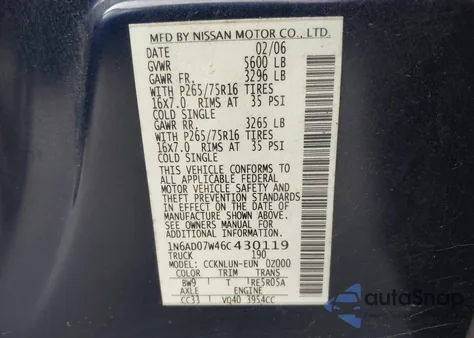 MFD BY NISSAN MOTOR CO., LTD.
DATE 02/06
GVWR 5600 LB
GAWR FR. 3296 LB
WITH P265/75R16 TIRES
16X7.0 RIMS AT 35 PSI
COLD SINGLE
GAWR RR. 3265 LB
WITH P265/75R16 TIRES
16X7.0 RIMS AT 35 PSI
COLD SINGLE
THIS VEHICLE CONFORMS TO
ALL APPLICABLE FEDERAL
MOTOR VEHICLE SAFETY AND
THEFT PREVENTION STANDARDS
IN EFFECT ON THE DATE OF
MANUFACTURE SHOWN ABOVE.
SEE OWNERS MANUAL FOR
ADDITIONAL INFORMATION
1N6AD07W46C430119
TRUCK 190
MODEL: CCKNLUN-EUN 02000
COLOR TRIM TRANS
BW9 T RE5R05A
AXLE ENGINE
CC33 VQ40 3954CC
autoSnap